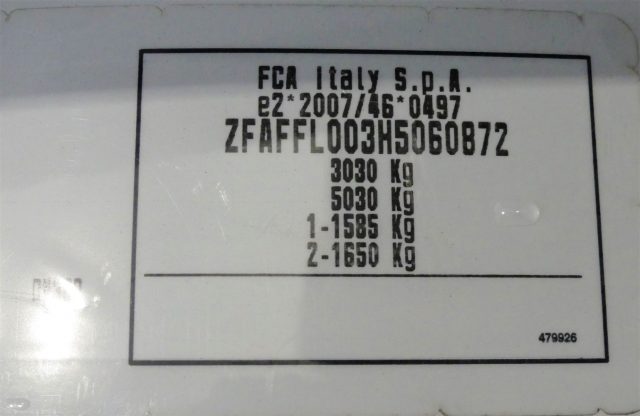 FCA Italy S.p.A.
e2*2007/46*0497
ZFAFFL003H5060872
3030 Kg
5030 Kg
1-1585 Kg
2-1650 Kg
479926